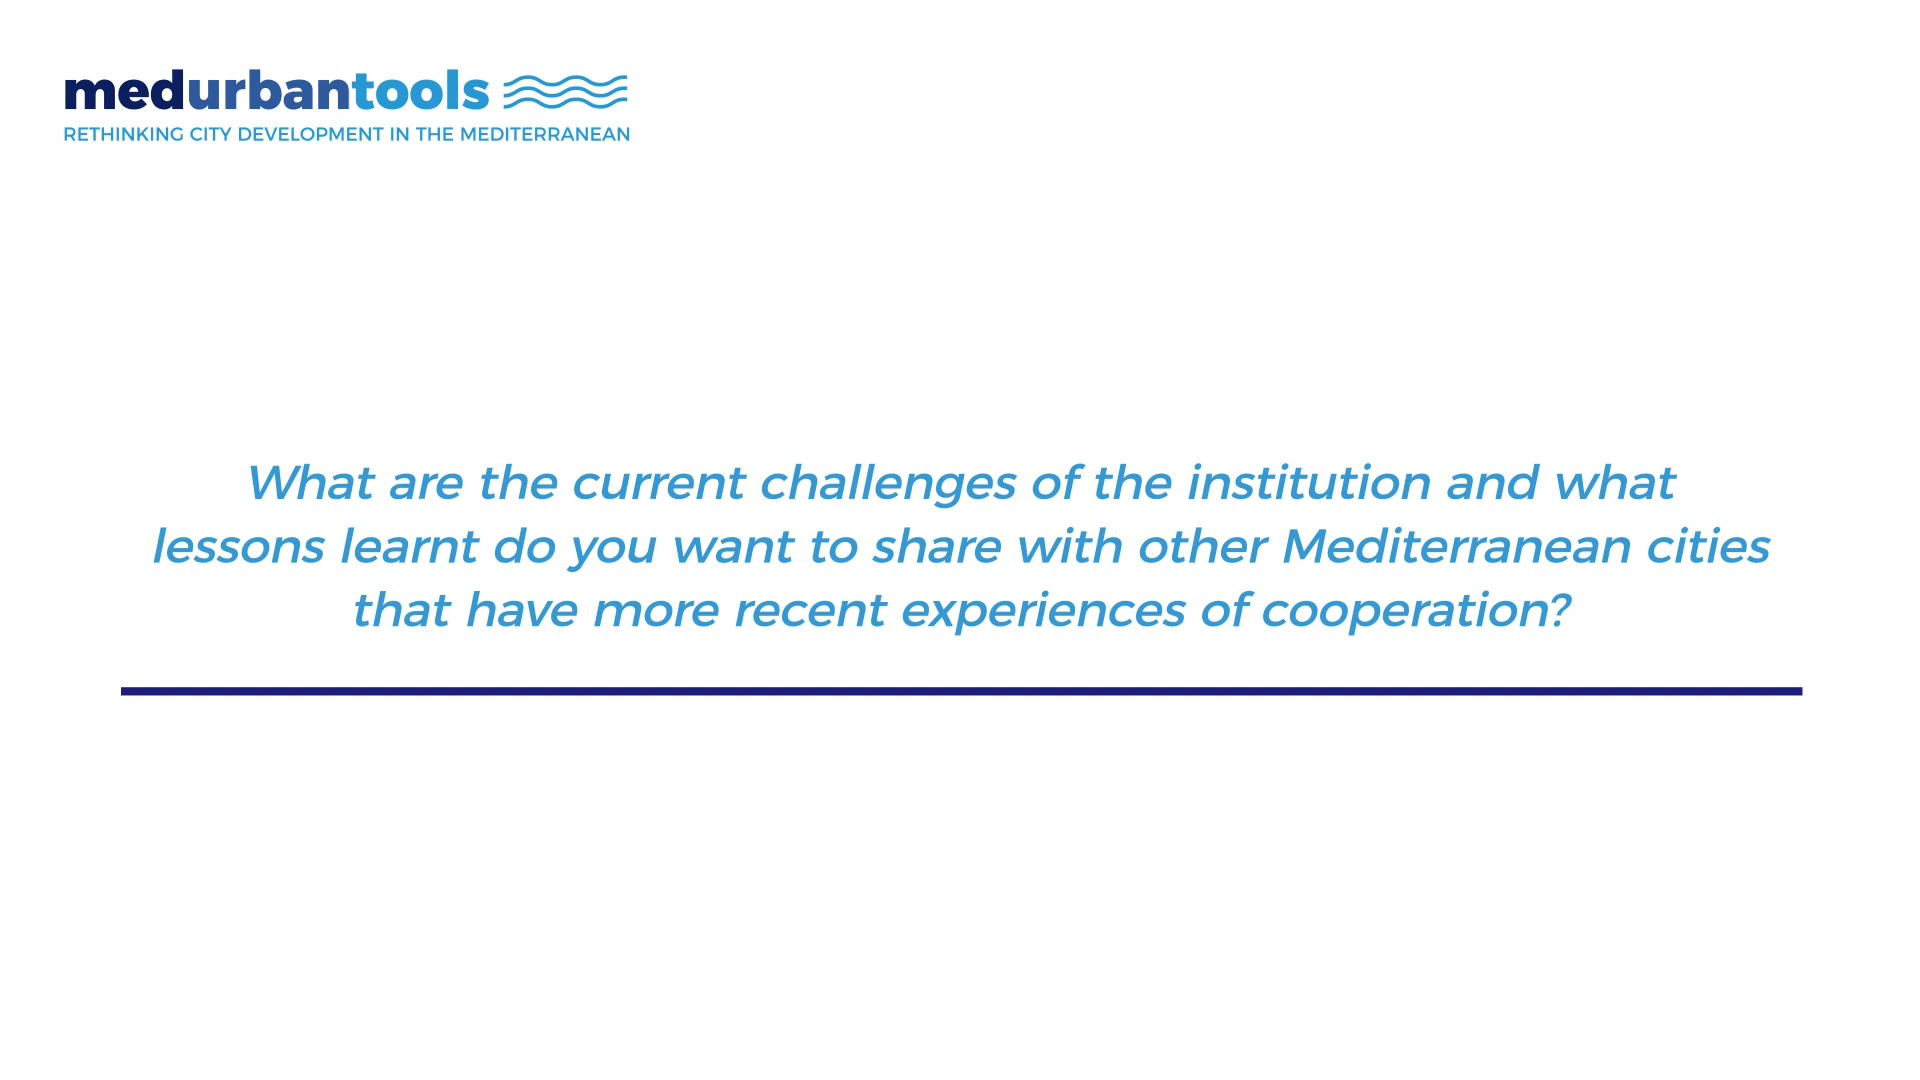 medurbantools
RETHINKING CITY DEVELOPMENT IN THE MEDITERRANEAN
What are the current challenges of the institution and what
lessons learnt do you want to share with other Mediterranean cities
that have more recent experiences of cooperation?